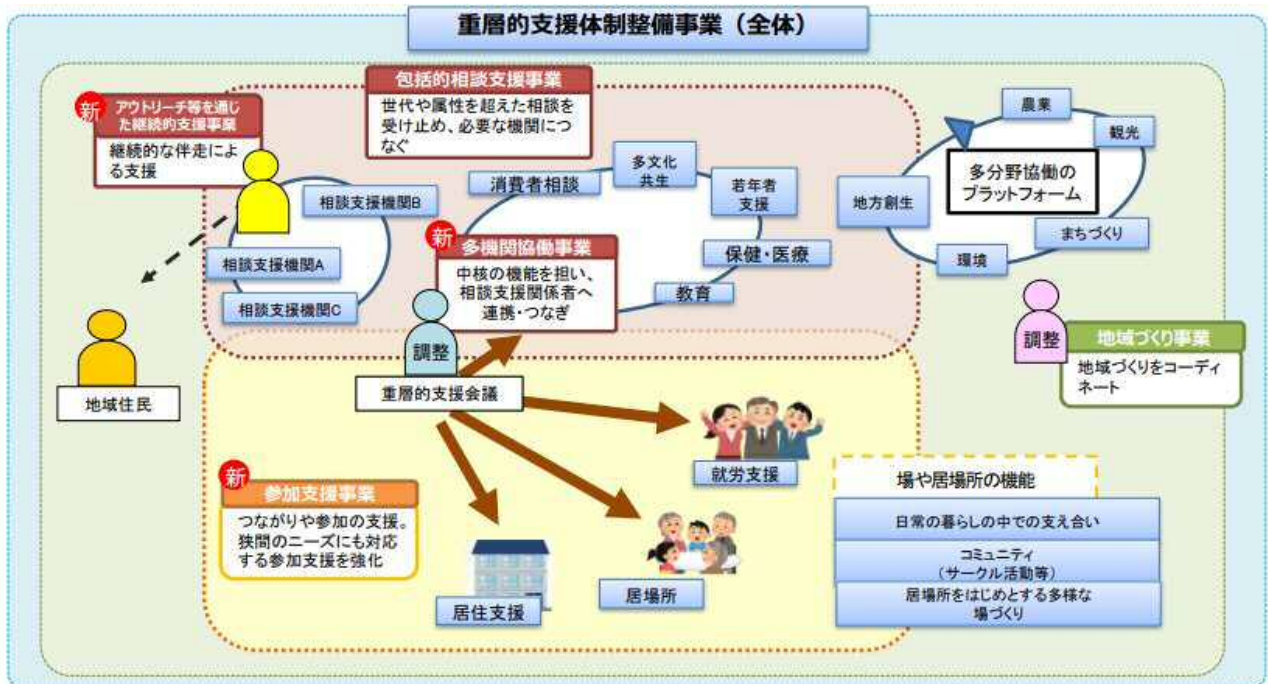 重層的支援体制整備事業（全体）
新
アウトリーチ等を通じ
た継続的支援事業
継続的な伴走によ
る支援
包括的相談支援事業
世代や属性を超えた相談を
受け止め、必要な機関につ
なぐ
相談支援機関B
相談支援機関A
相談支援機関C
消費者相談
多文化
共生
若年者
支援
保健・医療
教育
新
多機関協働事業
中核の機能を担い、
相談支援関係者へ
連携・つなぎ
農業
観光
地方創生
多分野協働の
プラットフォーム
まちづくり
環境
調整
地域づくり事業
地域づくりをコーディ
ネート
地域住民
調整
重層的支援会議
新
参加支援事業
つながりや参加の支援。
狭間のニーズにも対応
する参加支援を強化
就労支援
居場所
居住支援
場や居場所の機能
日常の暮らしの中での支え合い
コミュニティ
（サークル活動等）
居場所をはじめとする多様な
場づくり